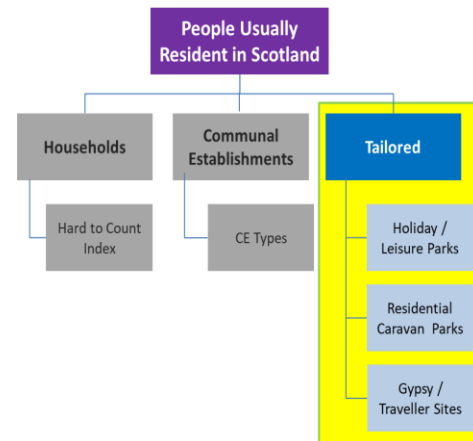 People Usually
Resident in Scotland
Households
Communal
Establishments
Tailored
Hard to Count
Index
CE Types
Holiday /
Leisure Parks
Residential
Caravan Parks
Gypsy /
Traveller Sites